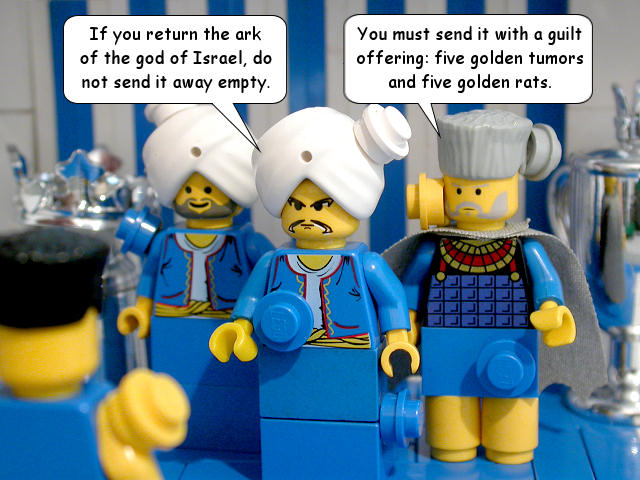 If you return the ark
of the god of Israel, do
not send it away empty.
You must send it with a guilt
offering: five golden tumors
and five golden rats.